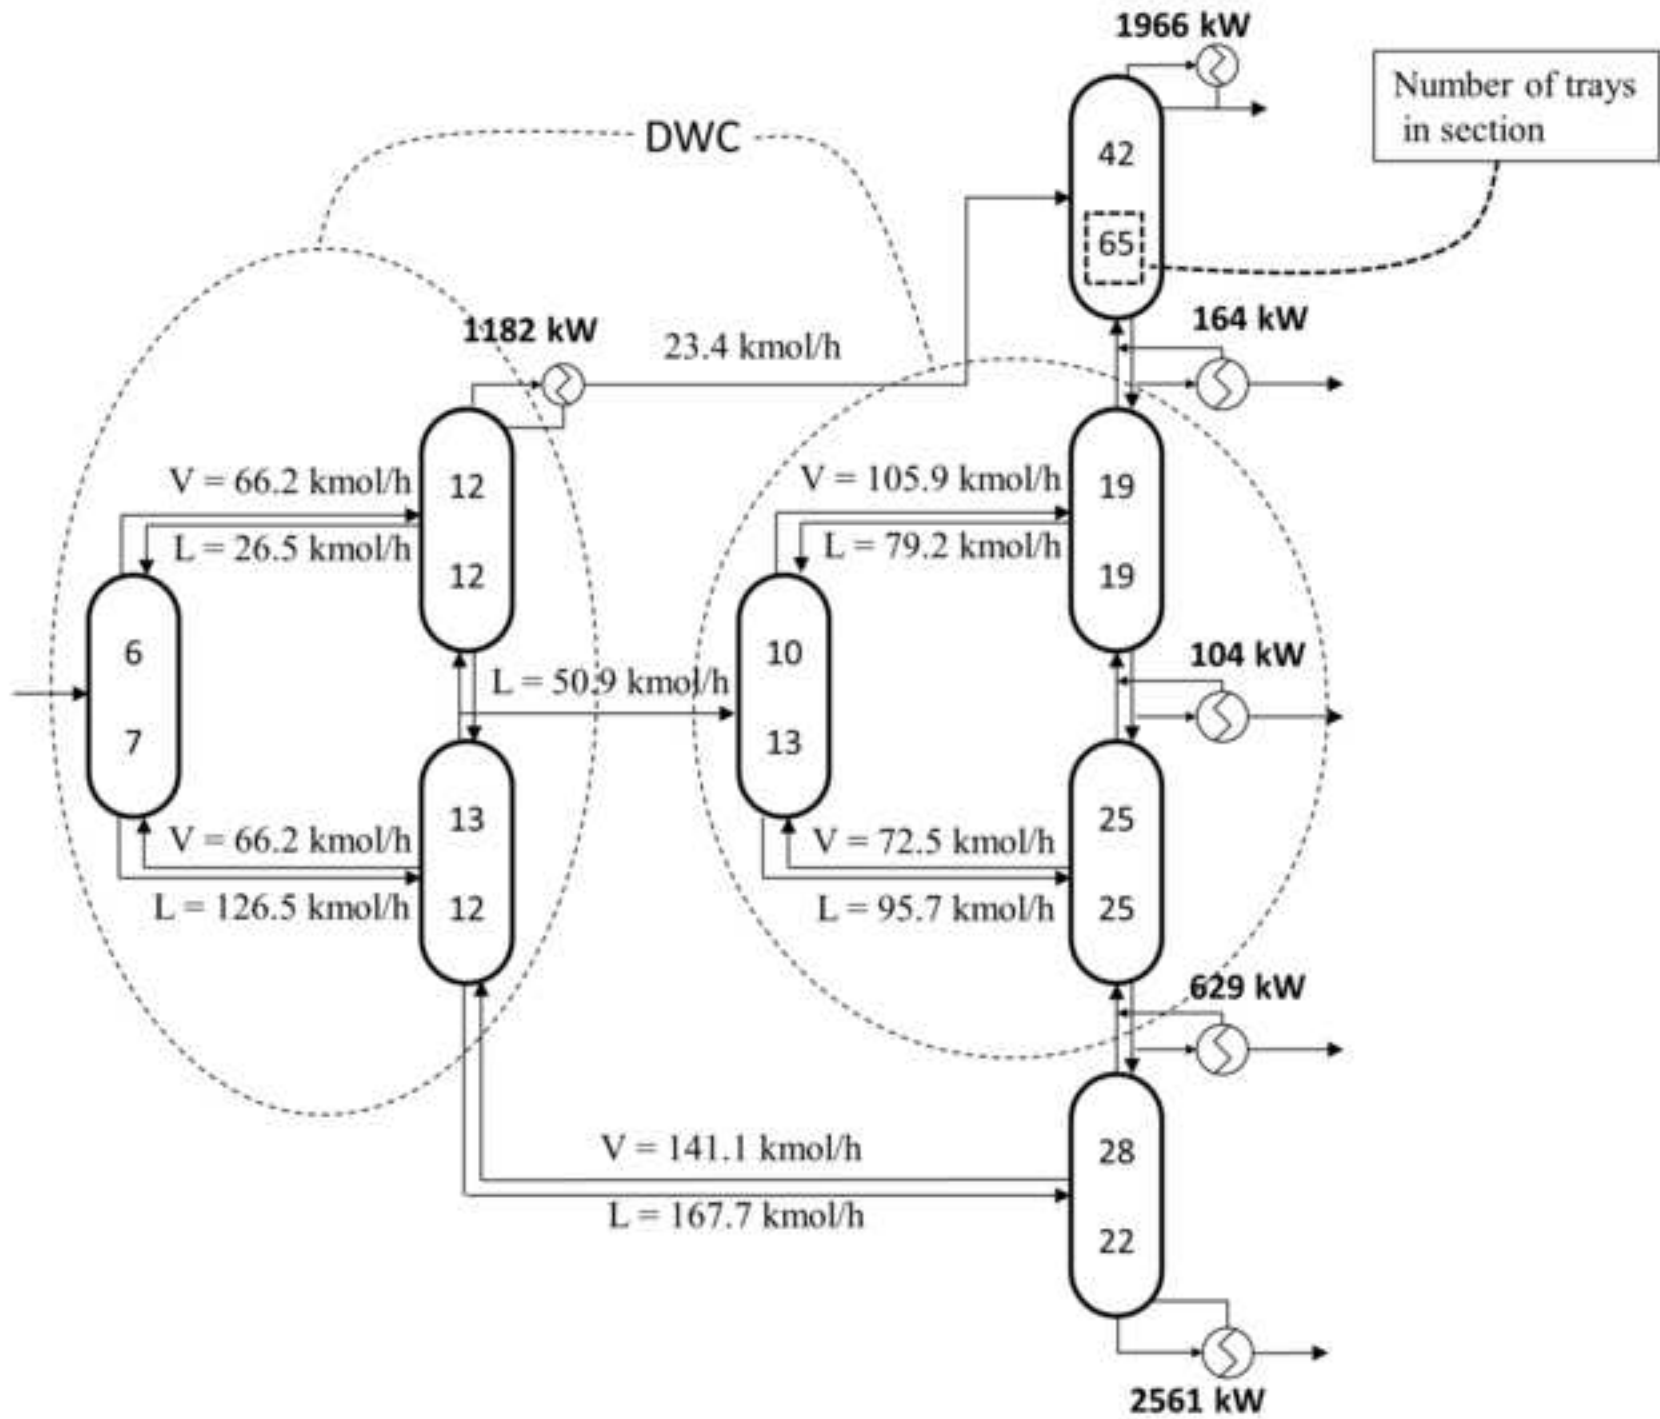 1966 kW
Number of trays
in section
DWC
42
65
1182 kW
23.4 kmol/h
164 kW
V = 66.2 kmol/h
L = 26.5 kmol/h
12
12
V = 105.9 kmol/h
L = 79.2 kmol/h
19
19
6
7
L = 50.9 kmol/h
10
13
104 kW
V = 66.2 kmol/h
L = 126.5 kmol/h
13
12
V = 72.5 kmol/h
L = 95.7 kmol/h
25
25
629 kW
V = 141.1 kmol/h
L = 167.7 kmol/h
28
22
2561 kW